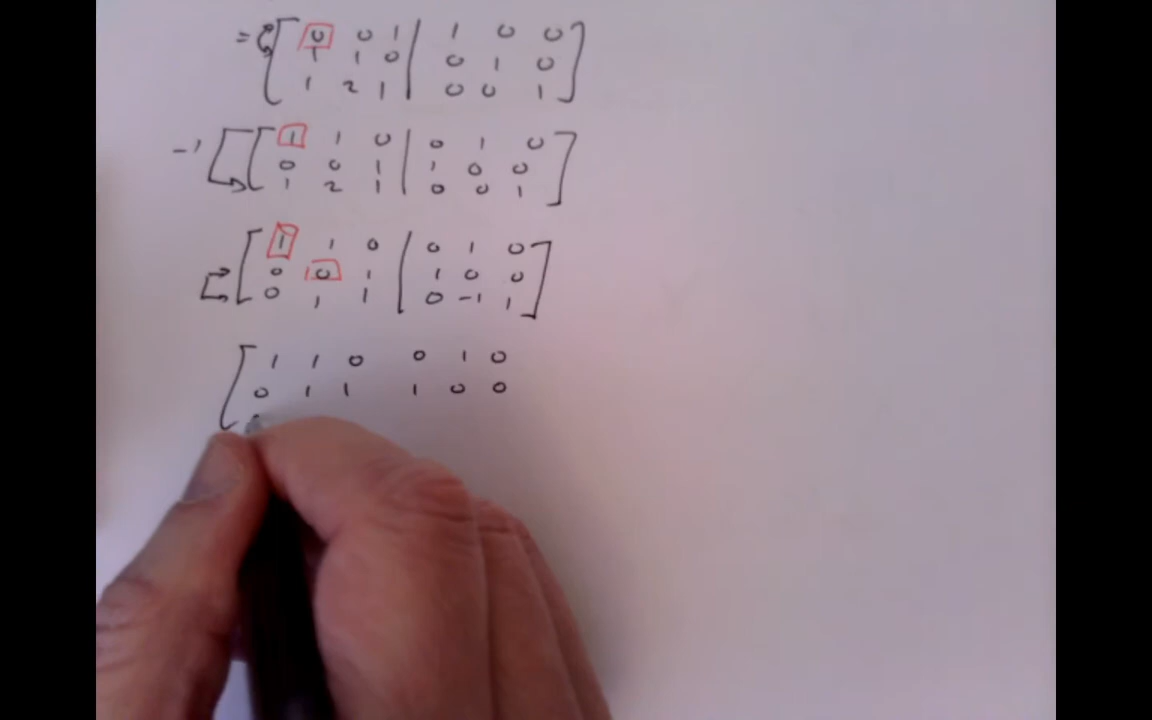 = [ 0 0 1 | 1 0 0 ]
1 1 0 | 0 1 0
1 2 1 | 0 0 1
-1 [ 1 1 0 | 0 1 0 ]
0 0 1 | 1 0 0
1 2 1 | 0 0 1
[ 1 1 0 | 0 1 0 ]
0 0 1 | 1 0 0
0 1 1 | 0 -1 1
[ 1 1 0 0 1 0
0 1 1 1 0 0